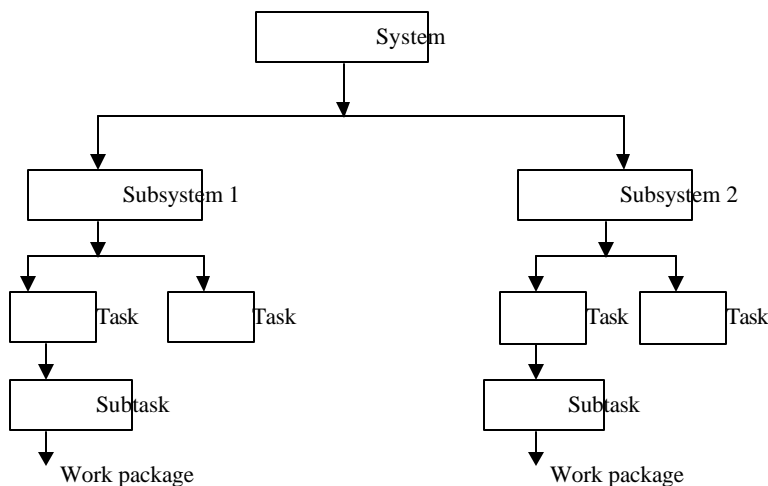 System
Subsystem 1
Subsystem 2
Task
Task
Task
Task
Subtask
Subtask
Work package
Work package